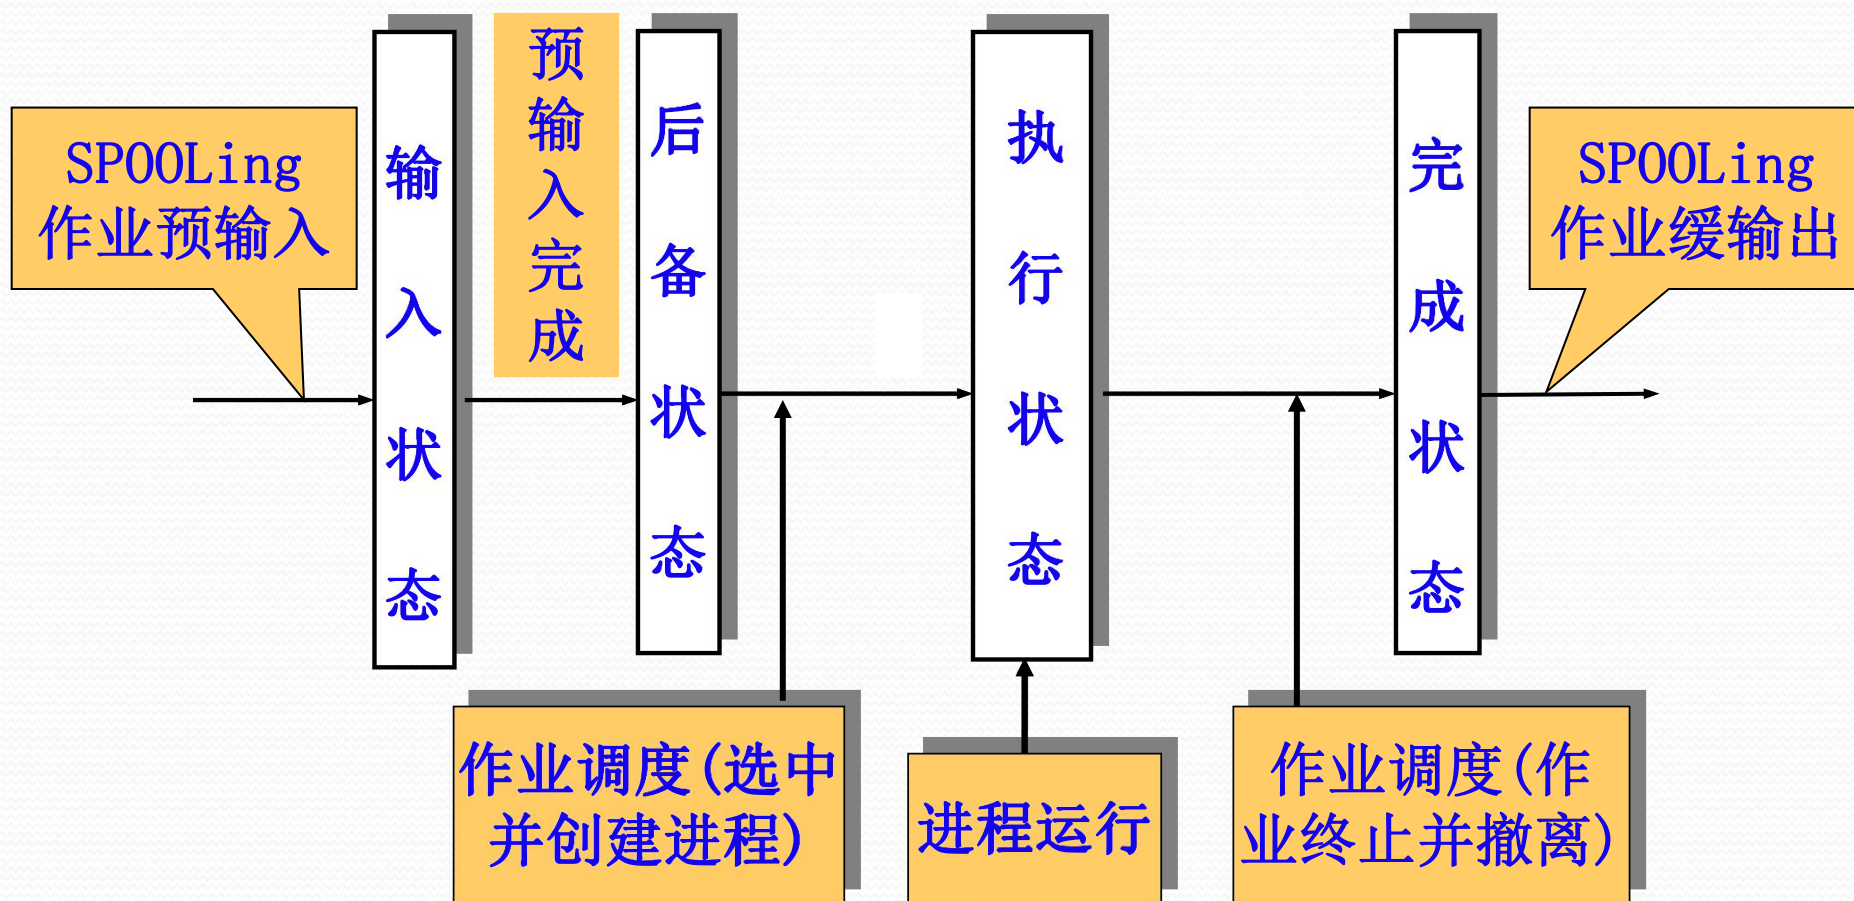 SPOOLing
作业预输入
输入状态
预输入完成
后备状态
执行状态
完成状态
SPOOLing
作业缓输出
作业调度(选中
并创建进程)
进程运行
作业调度(作
业终止并撤离)